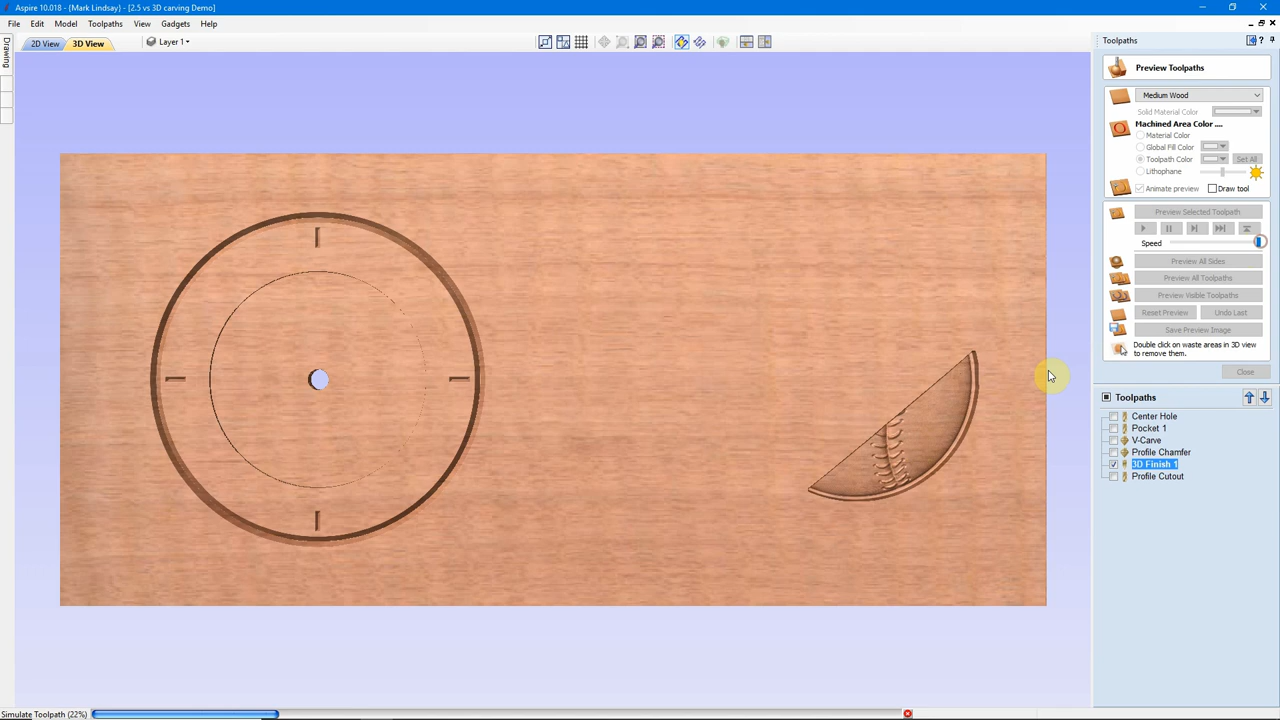 Aspire 10.018 - {Mark Lindsay} - [2.5 vs 3D carving Demo]
File Edit Model Toolpaths View Gadgets Help
2D View 3D View Layer 1
Drawing
Toolpaths
Preview Toolpaths
Medium Wood
Solid Material Color
Machined Area Color ....
Material Color
Global Fill Color
Toolpath Color Set All
Lithophane
Animate preview Draw tool
Preview Selected Toolpath
Speed
Preview All Sides
Preview All Toolpaths
Preview Visible Toolpaths
Reset Preview Undo Last
Save Preview Image
Double click on waste areas in 3D view
to remove them.
Close
Toolpaths
Center Hole
Pocket 1
V-Carve
Profile Chamfer
3D Finish 1
Profile Cutout
Simulate Toolpath (22%)